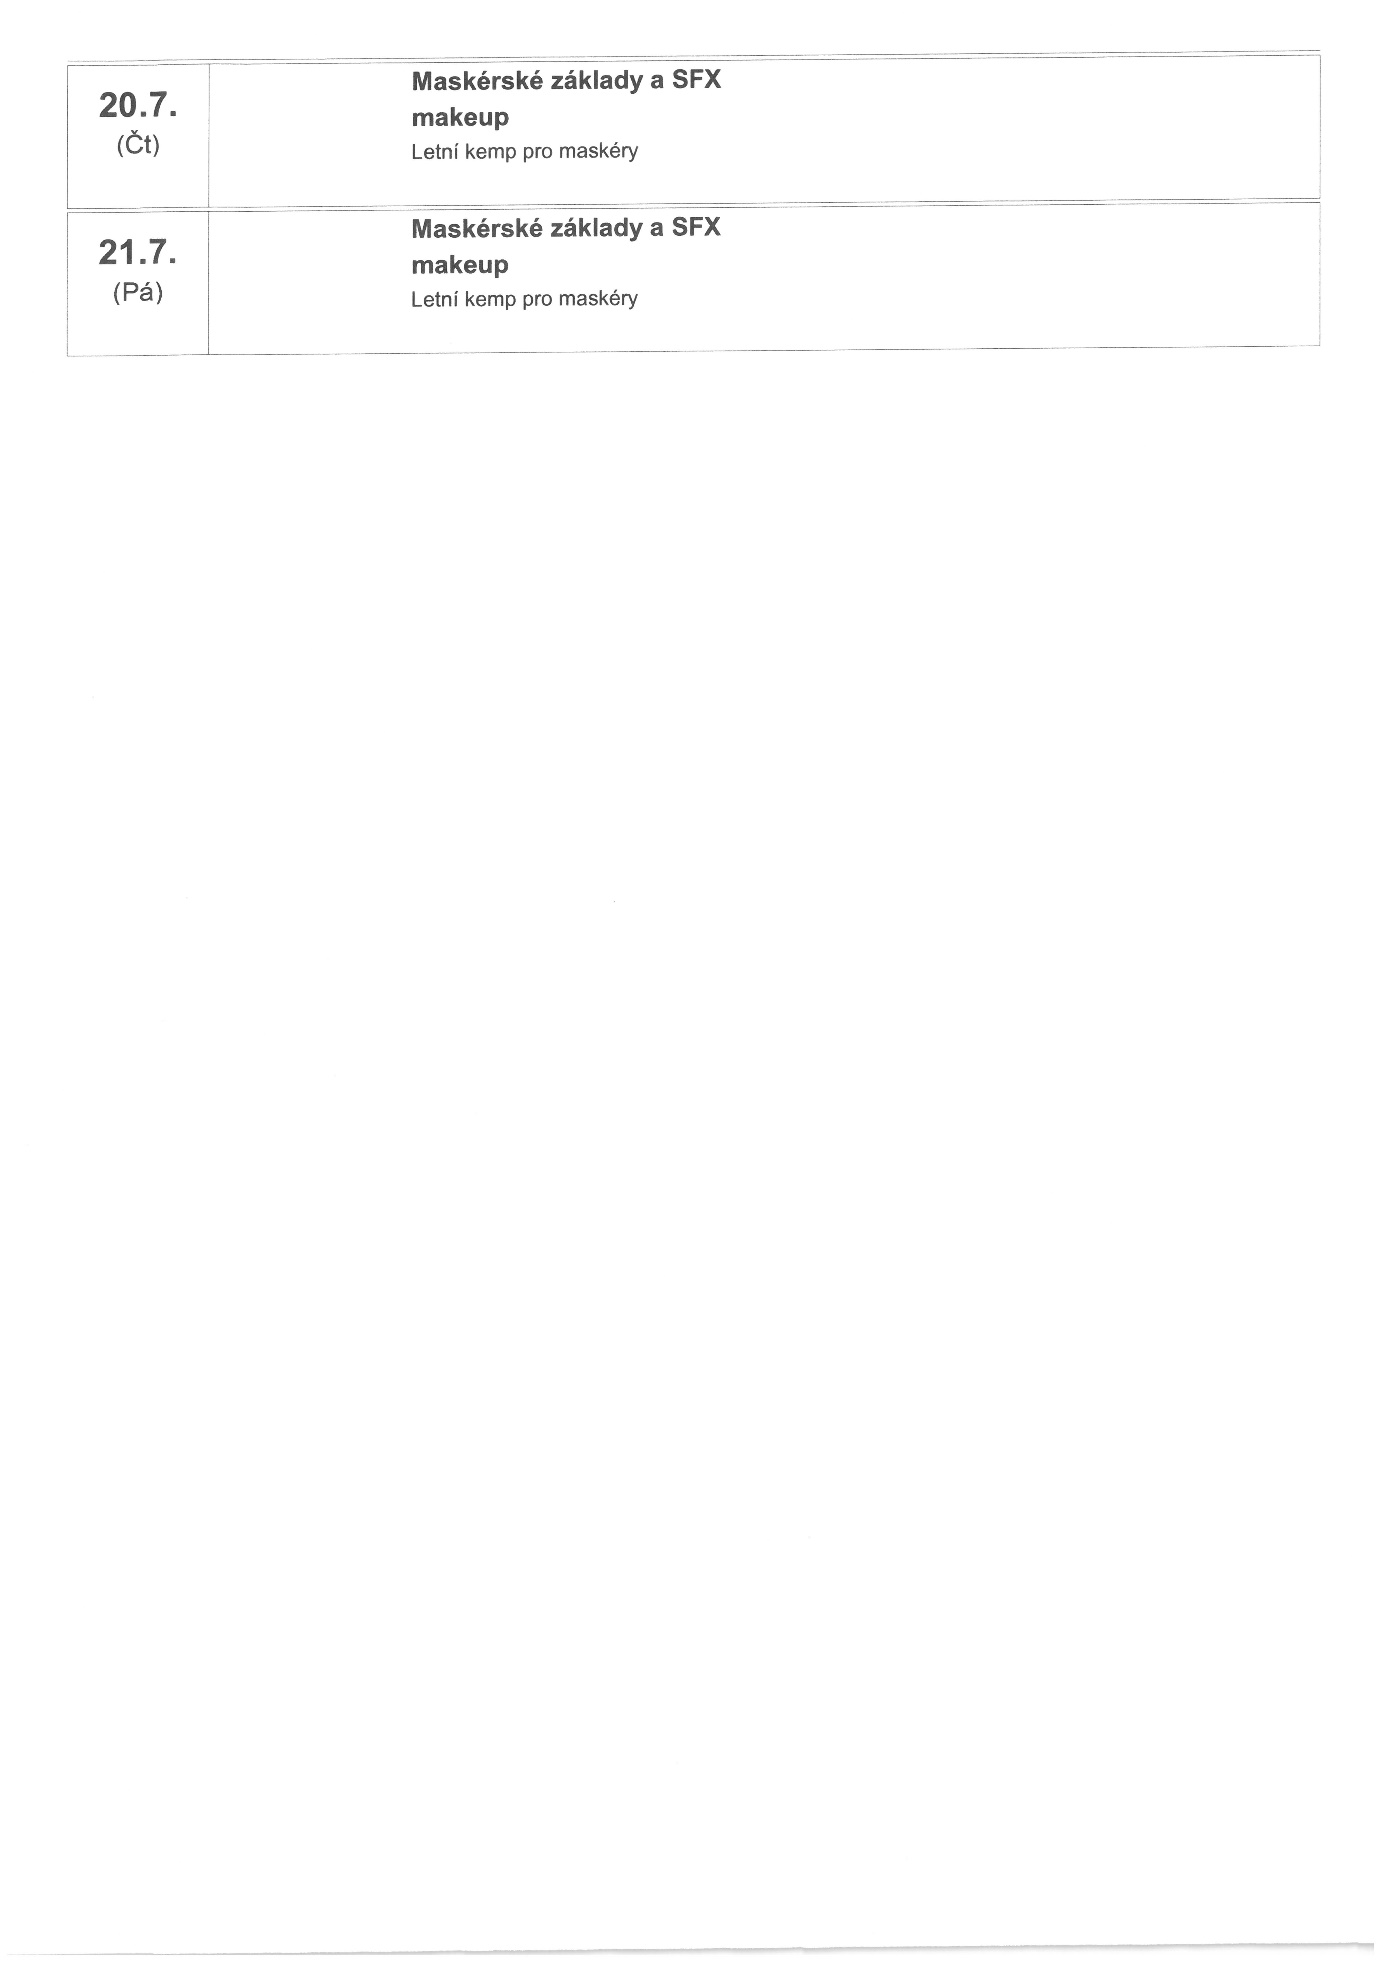 20.7.
(Čt)
Maskérské základy a SFX
makeup
Letní kemp pro maskéry
21.7.
(Pá)
Maskérské základy a SFX
makeup
Letní kemp pro maskéry